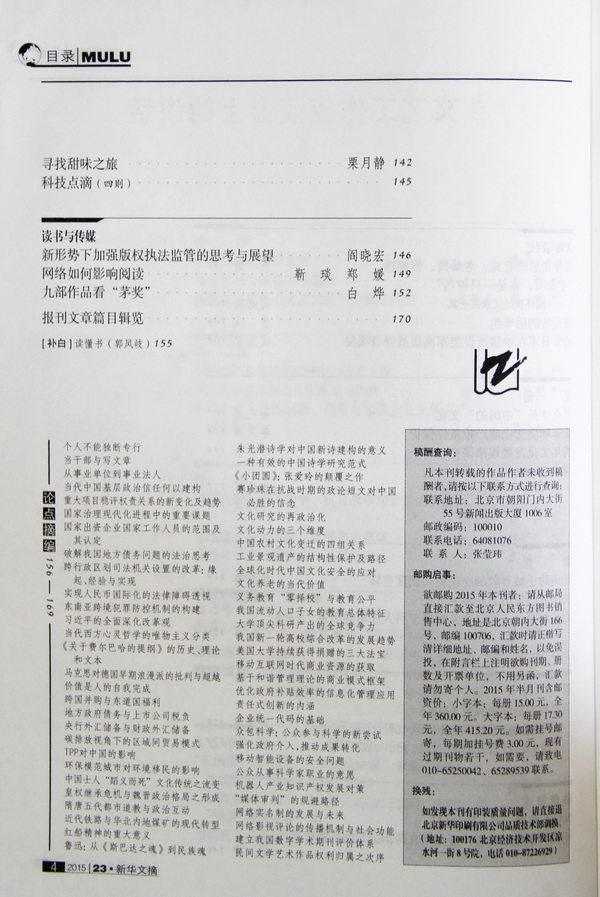 目录 MULU
寻找甜味之旅 栗月静 142
科技点滴(四则) 145
读书与传媒
新形势下加强版权执法监管的思考与展望 阎晓宏 146
网络如何影响阅读 靳琰 郑媛 149
九部作品看“茅奖” 白烨 152
报刊文章篇目辑览 170
[补白]读懂书(郭凤岐) 155
论点摘编 156—169
个人不能独断专行
当干部与写文章
从事业单位到事业法人
当代中国基层政治信任何以建构
重大项目稳评权责关系的新变化及趋势
国家治理现代化进程中的重要课题
国家出资企业国家工作人员的范围及
其认定
破解我国地方债务问题的法治思考
跨行政区划司法机关设置的改革:缘
起、经验与实现
实现人民币国际化的法律障碍透视
东南亚跨境犯罪防控机制的构建
习近平的全面深化改革观
当代西方心灵哲学的唯物主义分类
《关于费尔巴哈的提纲》的历史、理论
和文本
马克思对德国早期浪漫派的批判与超越
价值是人的自我完成
跨国并购与东道国福利
地方政府债务与上市公司税负
央行外汇储备与财政外汇储备
碳排放视角下的区域间贸易模式
TPP对中国的影响
环保模范城市对环境移民的影响
中国士人“蹈义而死”文化传统之流变
皇权继承危机与魏晋政治格局之形成
隋唐五代都市道教与政治互动
近代铁路与华北内地煤矿的现代转型
红船精神的重大意义
鲁迅:从《斯巴达之魂》到民族魂
朱光潜诗学对中国新诗建构的意义
一种有效的中国诗学研究范式
《小团圆》:张爱玲的颠覆之作
赛珍珠在抗战时期的政论短文对中国
必胜的信念
文化研究的再政治化
文化动力的三个维度
中国农村文化变迁的四组关系
工业景观遗产的结构性保护及路径
全球化时代中国文化安全的应对
文化养老的当代价值
义务教育“零择校”与教育公平
我国流动人口子女的教育总体特征
大学顶尖科研产出的全球竞争力
我国新一轮高校综合改革的发展趋势
美国大学持续获得捐赠的三大法宝
移动互联网时代商业资源的获取
基于和谐管理理论的商业模式框架
优化政府补贴效率的信息化管理应用
责任式创新的内涵
企业统一代码的基础
众包科学:公众参与科学的新尝试
强化政府介入,推动成果转化
移动智能设备的安全问题
公众从事科学家职业的意愿
机器人产业知识产权发展对策
“媒体审判”的规避路径
网络实名制的发展与未来
网络影视评论的传播机制与社会功能
建立我国数字学术期刊评价体系
民间文学艺术作品权利归属之次序
稿酬查询:
凡本刊转载的作品作者未收到稿
酬者,请按以下联系方式进行查询:
联系地址:北京市朝阳门内大街
55号新闻出版大厦1006室
邮政编码:100010
联系电话:64081076
联系人:张莹玮
邮购启事:
欲邮购2015年本刊者:请从邮局
直接汇款至北京人民东方图书销
售中心,地址是北京朝内大街166
号,邮编100706,汇款时请正楷写
清详细地址、邮编和姓名,以免误
投,在附言栏上注明欲购刊期、册
数及开票单位,不用另函,汇款
请勿寄个人。2015年半月刊含邮
资价:小字本:每册15.00元,全
年360.00元。大字本:每册17.30
元,全年415.20元。如需挂号邮
寄,每期加挂号费3.00元,现有
过期刊物若干,如需要,请致电
010-65250042、65289539联系。
换残:
如发现本刊有印装质量问题,请直接退
北京新华印刷有限公司品质技术部调换。
(地址:100176 北京经济技术开发区凉
水河一街8号院,电话010-87226929)
4 2015|23·新华文摘